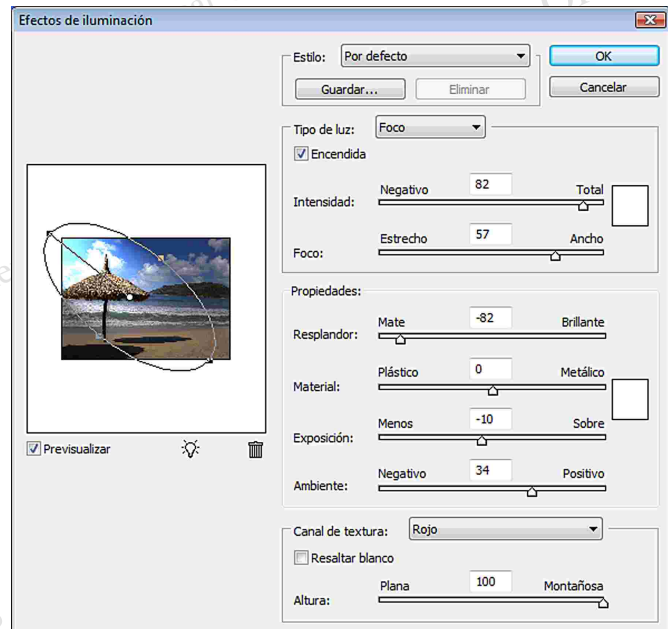 Efectos de iluminación
Estilo: Por defecto
OK
Guardar... Eliminar
Cancelar
Tipo de luz: Foco
Encendida
Intensidad: Negativo 82 Total
Foco: Estrecho 57 Ancho
Propiedades:
Resplandor: Mate -82 Brillante
Material: Plástico 0 Metálico
Exposición: Menos -10 Sobre
Ambiente: Negativo 34 Positivo
Previsualizar
Canal de textura: Rojo
Resaltar blanco
Altura: Plana 100 Montañosa